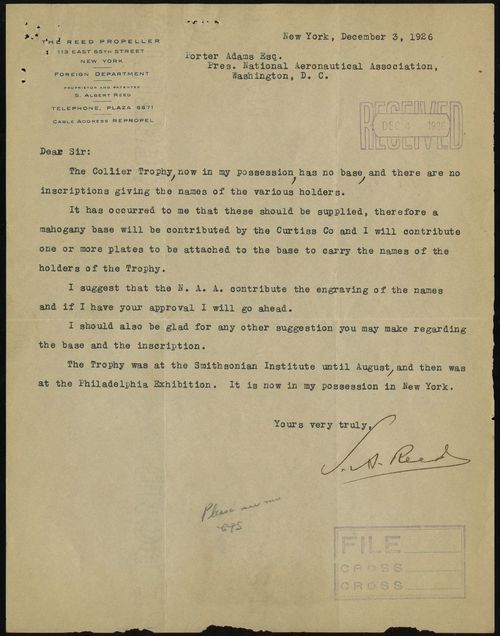 THE REED PROPELLER
113 EAST 55TH STREET
NEW YORK
FOREIGN DEPARTMENT
PROPRIETOR AND PATENTEE
S. ALBERT REED
TELEPHONE, PLAZA 6871
CABLE ADDRESS REPROPEL
New York, December 3, 1926
Porter Adams Esq.
Pres. National Aeronautical Association,
Washington, D. C.
RECEIVED
DEC 4 1926
RECEIVED
Dear Sir:
The Collier Trophy, now in my possession, has no base, and there are no
inscriptions giving the names of the various holders.
It has occurred to me that these should be supplied, therefore a
mahogany base will be contributed by the Curtiss Co and I will contribute
one or more plates to be attached to the base to carry the names of the
holders of the Trophy.
I suggest that the N. A. A. contribute the engraving of the names
and if I have your approval I will go ahead.
I should also be glad for any other suggestion you may make regarding
the base and the inscription.
The Trophy was at the Smithsonian Institute until August, and then was
at the Philadelphia Exhibition. It is now in my possession in New York.
Yours very truly,
S. A. Reed
Please see me
FILE
CROSS
CROSS